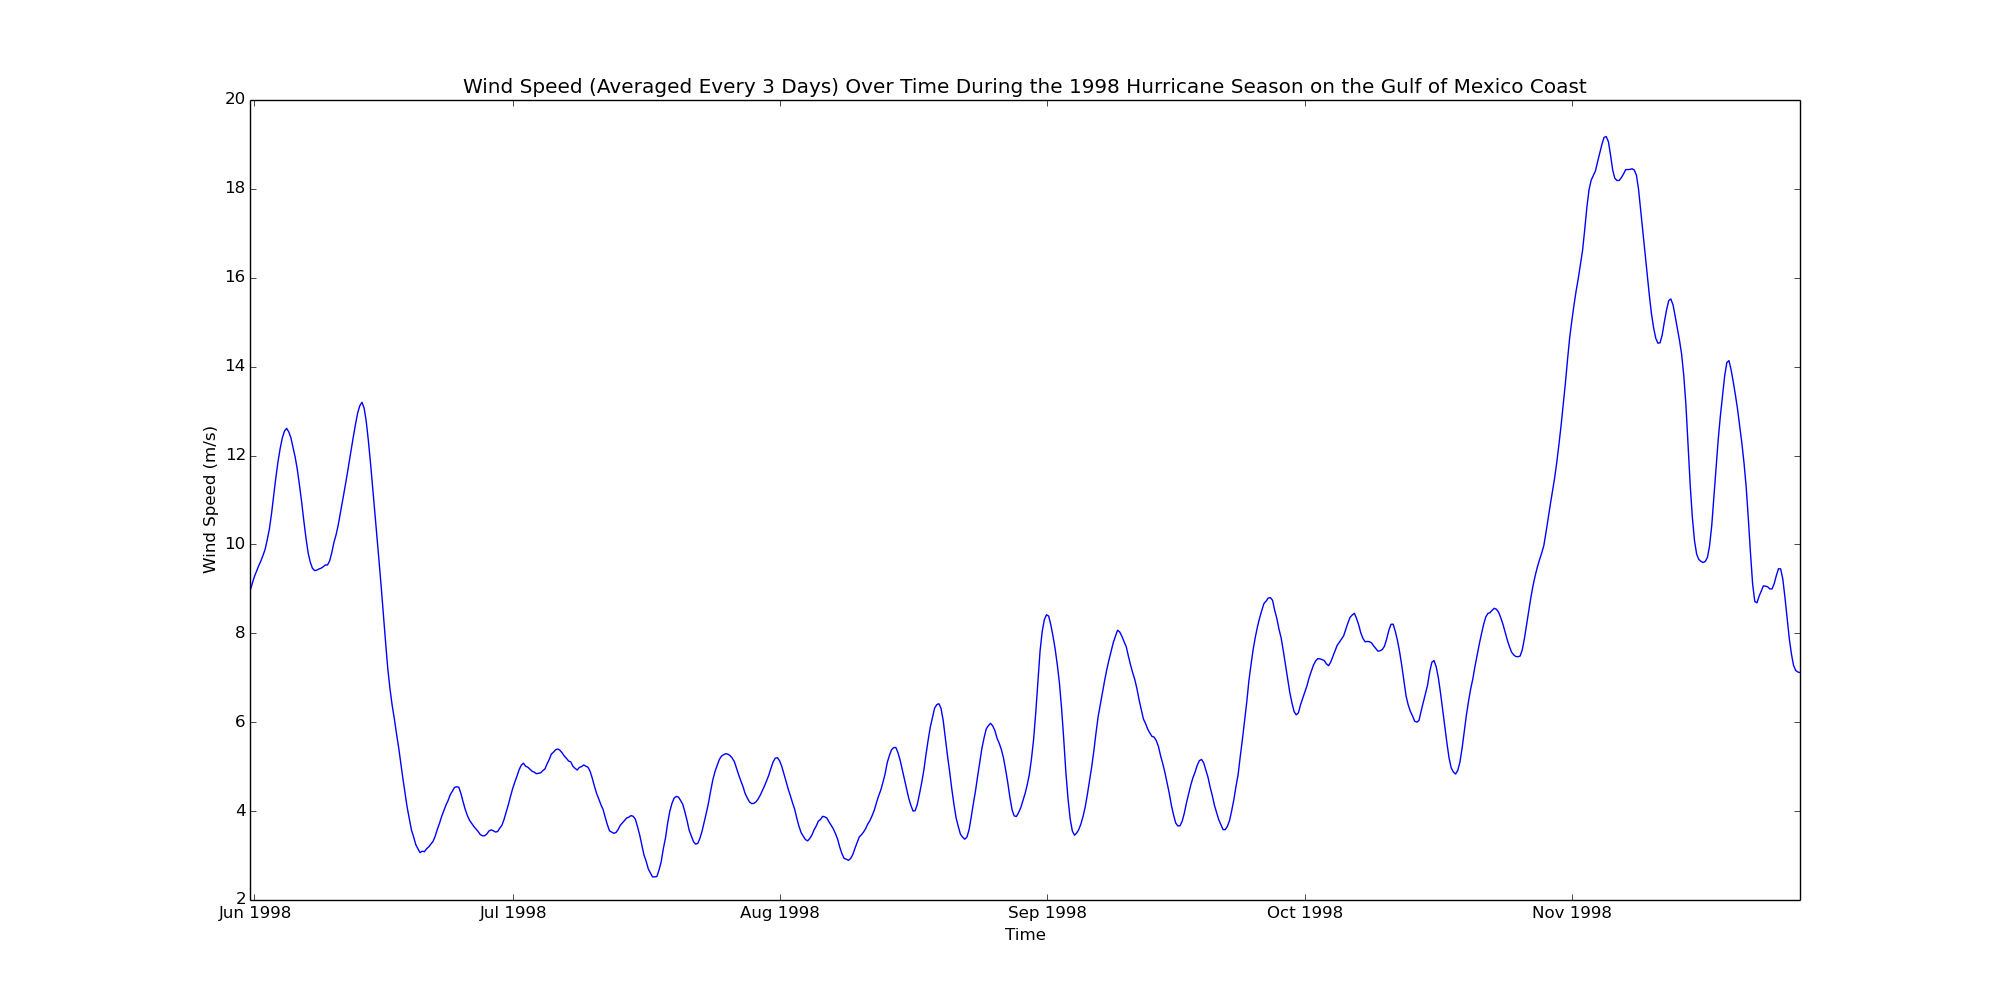 Wind Speed (Averaged Every 3 Days) Over Time During the 1998 Hurricane Season on the Gulf of Mexico Coast
20
18
16
14
12
10
8
6
4
2
Wind Speed (m/s)
Jun 1998 Jul 1998 Aug 1998 Sep 1998 Oct 1998 Nov 1998
Time